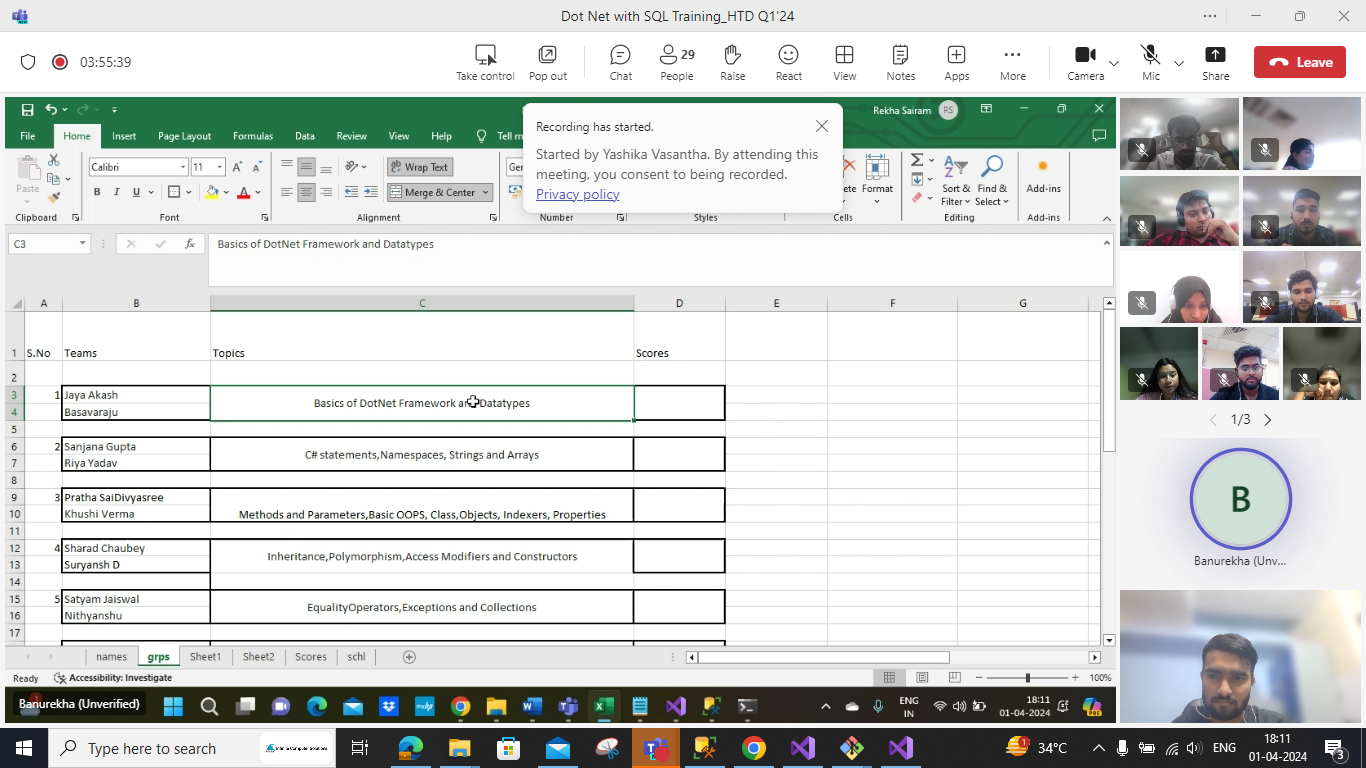 Dot Net with SQL Training_HTD Q1'24
03:55:39
Take control
Pop out
Chat
29
People
Raise
React
View
Notes
Apps
More
Camera
Mic
Share
Leave
Rekha Sairam RS
File Home Insert Page Layout Formulas Data Review View Help Tell m
Recording has started.
Started by Yashika Vasantha. By attending this
meeting, you consent to being recorded.
Privacy policy
Paste
Calibri 11
B I U
Wrap Text
Merge & Center
Format
Sort &
Filter
Find &
Select
Add-ins
Clipboard Font Alignment Number Styles Cells Editing Add-ins
C3
fx
Basics of DotNet Framework and Datatypes
A B C D E F G
1 S.No Teams Topics Scores
2
3 1 Jaya Akash Basics of DotNet Framework and Datatypes
4 Basavaraju
5
6 2 Sanjana Gupta C# statements,Namespaces, Strings and Arrays
7 Riya Yadav
8
9 3 Pratha SaiDivyasree
10 Khushi Verma Methods and Parameters,Basic OOPS, Class,Objects, Indexers, Properties
11
12 4 Sharad Chaubey Inheritance,Polymorphism,Access Modifiers and Constructors
13 Suryansh D
14
15 5 Satyam Jaiswal EqualityOperators,Exceptions and Collections
16 Nithyanshu
17
names grps Sheet1 Sheet2 Scores schl
Ready Accessibility: Investigate 100%
Banurekha (Unverified)
ENG
IN
18:11
01-04-2024
1/3
B
Banurekha (Unv...
Type here to search
34°C
ENG
18:11
01-04-2024
3